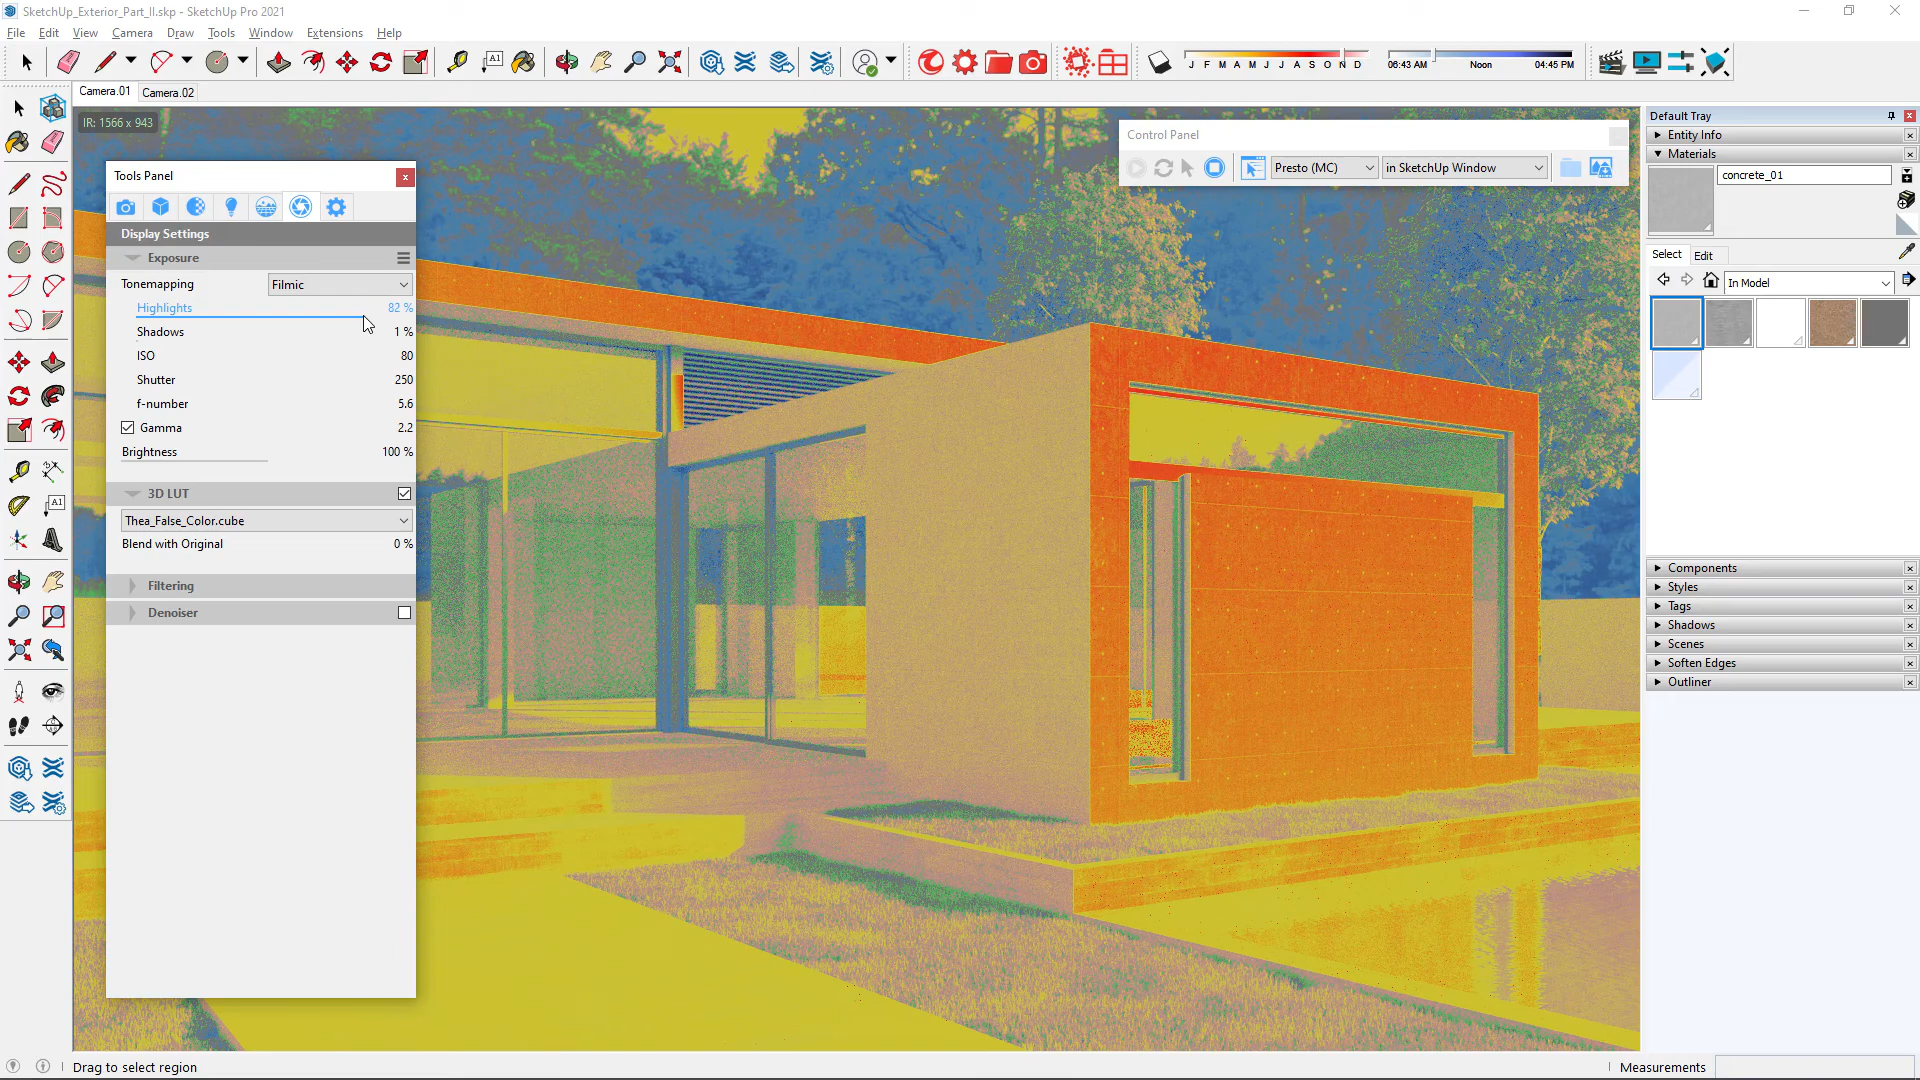 SketchUp_Exterior_Part_II.skp - SketchUp Pro 2021
File Edit View Camera Draw Tools Window Extensions Help
A1
J F M A M J J A S O N D
06:43 AM Noon 04:45 PM
Camera.01 Camera.02
IR: 1566 x 943
Tools Panel
Display Settings
Exposure
Tonemapping Filmic
Highlights 82 %
Shadows 1 %
ISO 80
Shutter 250
f-number 5.6
Gamma 2.2
Brightness 100 %
3D LUT
Thea_False_Color.cube
Blend with Original 0 %
Filtering
Denoiser
A1
Control Panel
Presto (MC) in SketchUp Window
Default Tray
Entity Info
Materials
concrete_01
Select Edit
In Model
Components
Styles
Tags
Shadows
Scenes
Soften Edges
Outliner
Drag to select region
Measurements